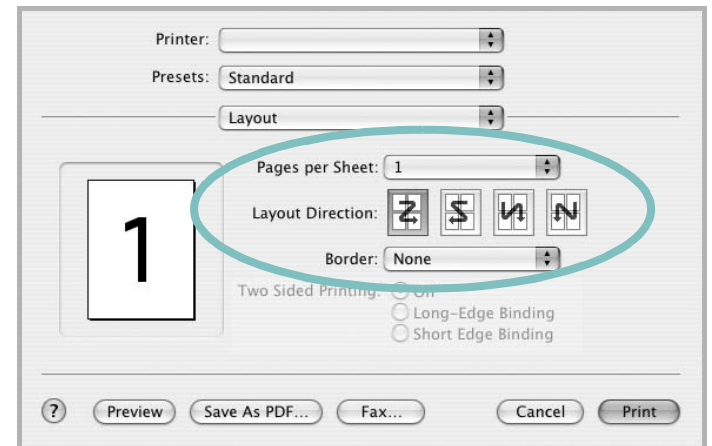 Printer:
Presets: Standard
Layout
Pages per Sheet: 1
1
Layout Direction:
Border: None
Two Sided Printing: Off
Long-Edge Binding
Short Edge Binding
? Preview Save As PDF... Fax... Cancel Print